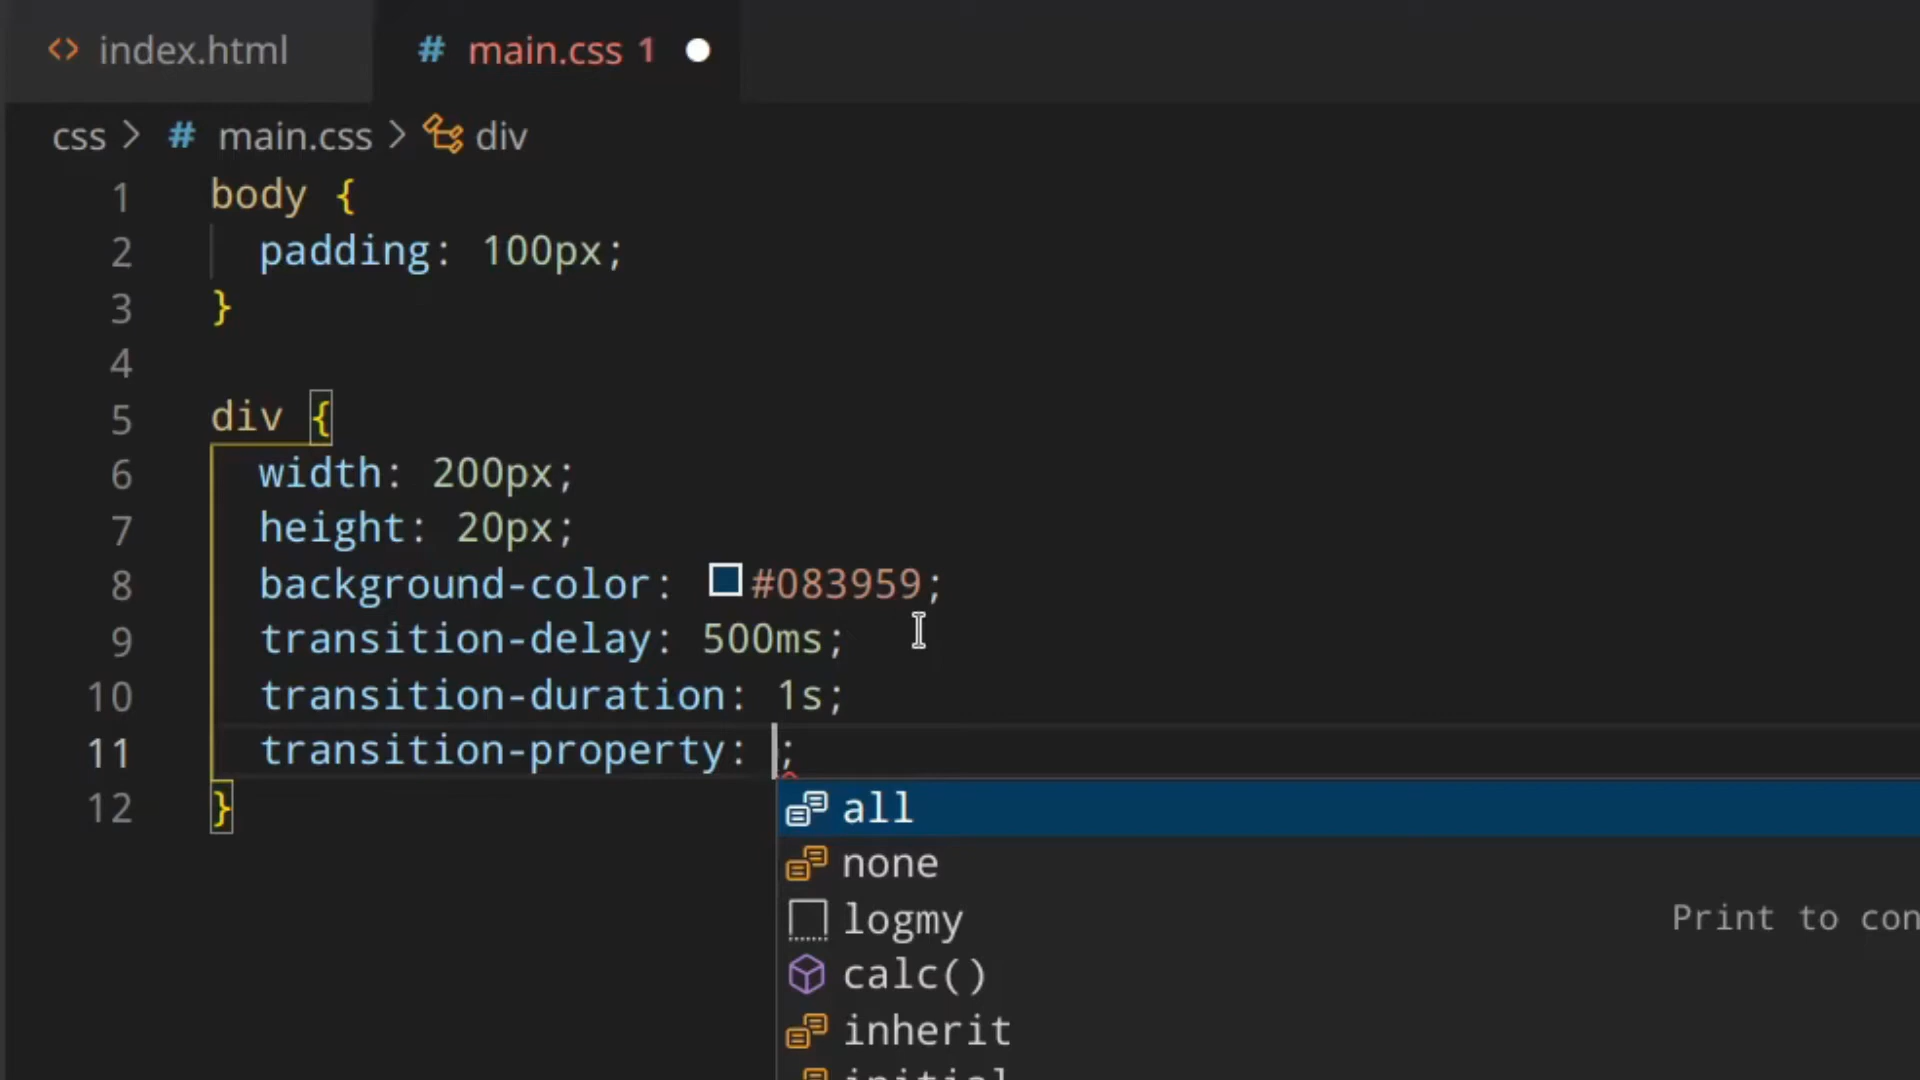 index.html main.css 1
css > # main.css > div
1 body {
2 padding: 100px;
3 }
4
5 div {
6 width: 200px;
7 height: 20px;
8 background-color: #083959;
9 transition-delay: 500ms;
10 transition-duration: 1s;
11 transition-property: ;
12 }
all
none
logmy Print to con
calc()
inherit
initial